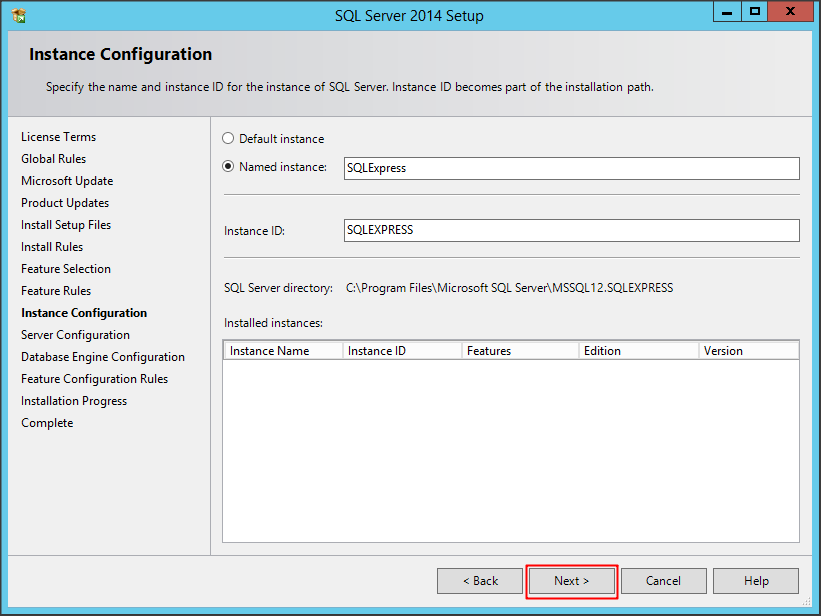 SQL Server 2014 Setup
Instance Configuration
Specify the name and instance ID for the instance of SQL Server. Instance ID becomes part of the installation path.
License Terms
Global Rules
Microsoft Update
Product Updates
Install Setup Files
Install Rules
Feature Selection
Feature Rules
Instance Configuration
Server Configuration
Database Engine Configuration
Feature Configuration Rules
Installation Progress
Complete
Default instance
Named instance: SQLExpress
Instance ID: SQLEXPRESS
SQL Server directory: C:\Program Files\Microsoft SQL Server\MSSQL12.SQLEXPRESS
Installed instances:
Instance Name Instance ID Features Edition Version
< Back Next > Cancel Help